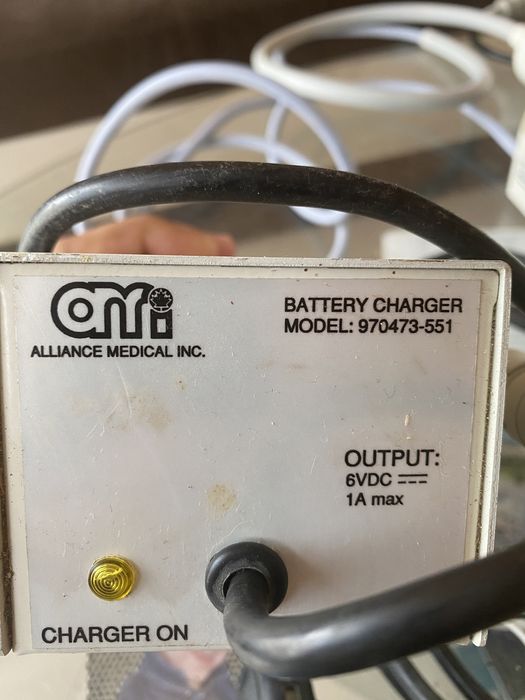 ami
ALLIANCE MEDICAL INC.
BATTERY CHARGER
MODEL: 970473-551
OUTPUT:
6VDC ⎓
1A max
CHARGER ON